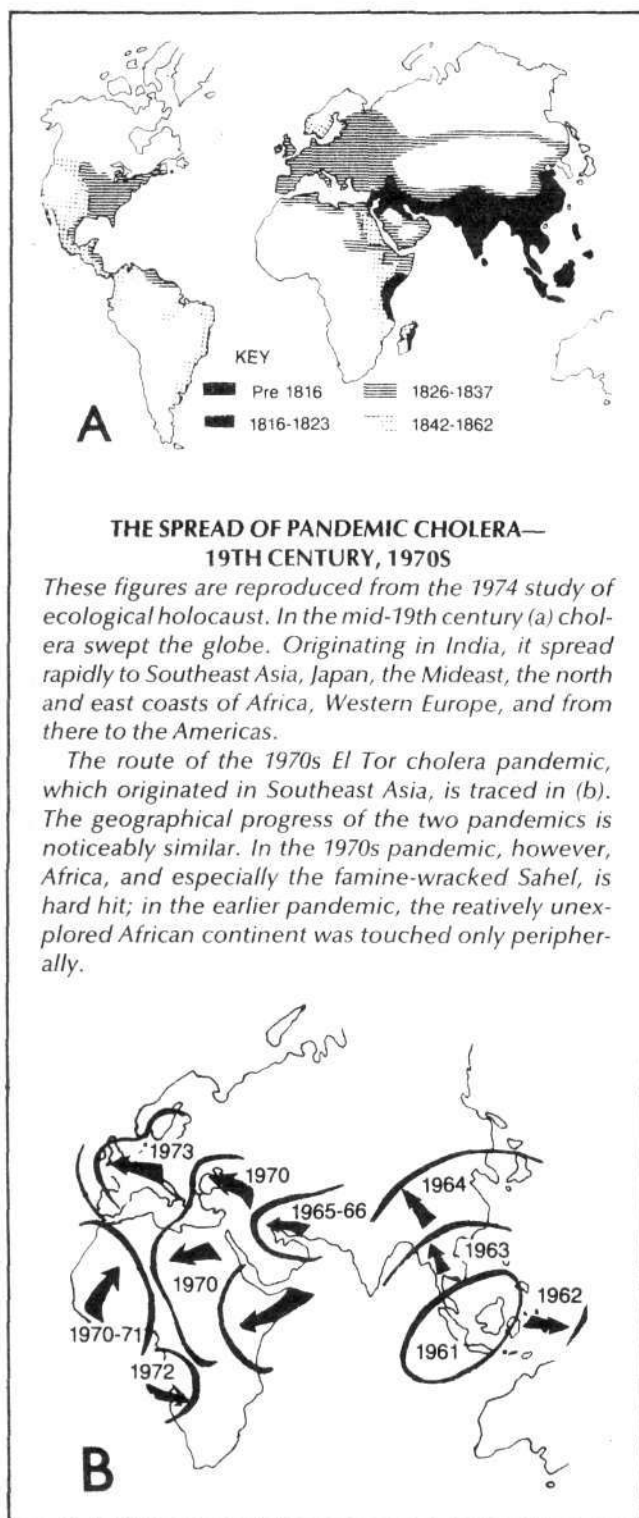 KEY
Pre 1816
1826-1837
1816-1823
1842-1862
A
THE SPREAD OF PANDEMIC CHOLERA—
19TH CENTURY, 1970S
These figures are reproduced from the 1974 study of
ecological holocaust. In the mid-19th century (a) chol-
era swept the globe. Originating in India, it spread
rapidly to Southeast Asia, Japan, the Mideast, the north
and east coasts of Africa, Western Europe, and from
there to the Americas.
The route of the 1970s El Tor cholera pandemic,
which originated in Southeast Asia, is traced in (b).
The geographical progress of the two pandemics is
noticeably similar. In the 1970s pandemic, however,
Africa, and especially the famine-wracked Sahel, is
hard hit; in the earlier pandemic, the reatively unex-
plored African continent was touched only peripher-
ally.
1973
1970
1965-66
1964
1963
1970
1962
1970-71
1961
1972
B